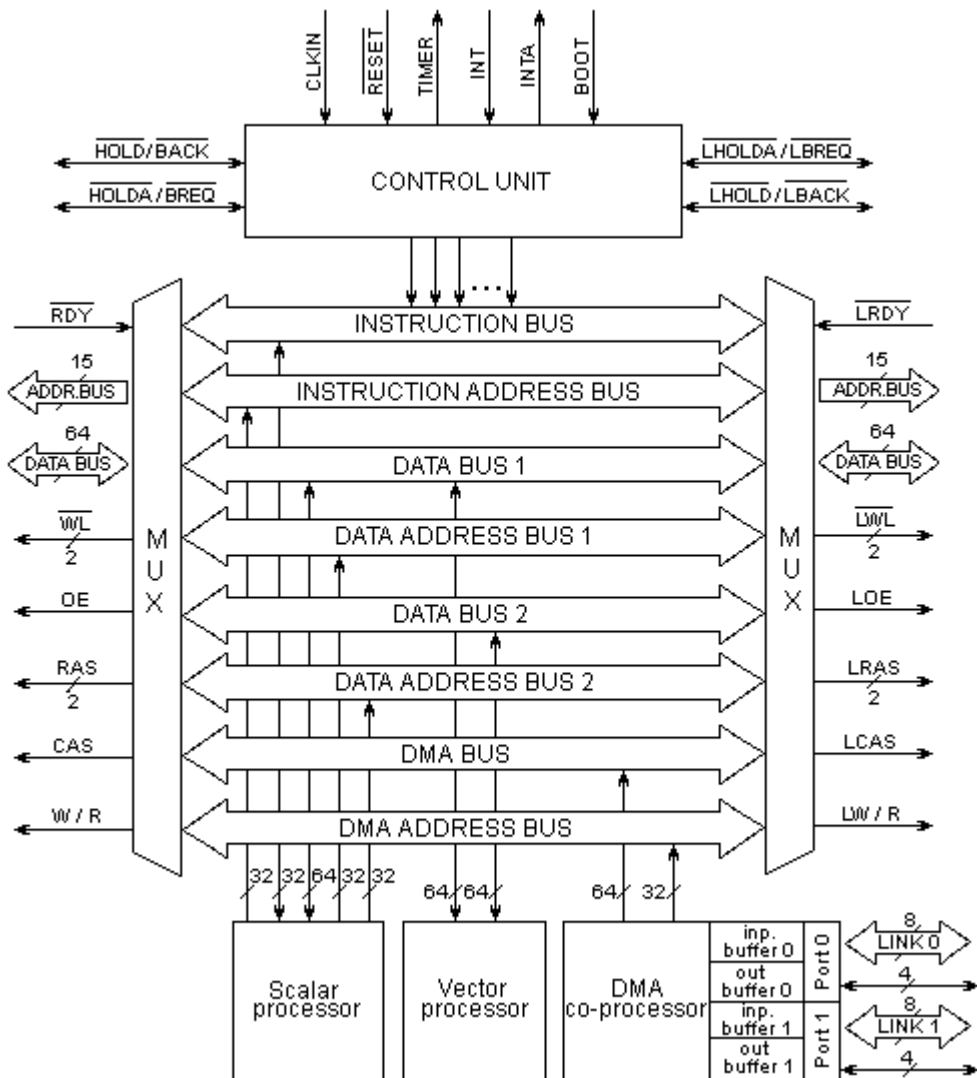 CLKIN
RESET
TIMER
INT
INTA
BOOT
HOLD/BACK
LHOLDA/LBREQ
CONTROL UNIT
HOLDA/BREQ
LHOLD/LBACK
...
RDY
INSTRUCTION BUS
LRDY
15
15
ADDR.BUS
INSTRUCTION ADDRESS BUS
ADDR.BUS
64
64
DATA BUS
DATA BUS 1
DATA BUS
WL
2
MUX
DATA ADDRESS BUS 1
MUX
LWL
2
OE
DATA BUS 2
LOE
RAS
2
DATA ADDRESS BUS 2
LRAS
2
CAS
DMA BUS
LCAS
W / R
DMA ADDRESS BUS
LW / R
32 32 64 32 32
64 64
64 32
Scalar
processor
Vector
processor
DMA
co-processor
inp.
buffer 0
out
buffer 0
Port 0
8
LINK 0
4
inp.
buffer 1
out
buffer 1
Port 1
8
LINK 1
4